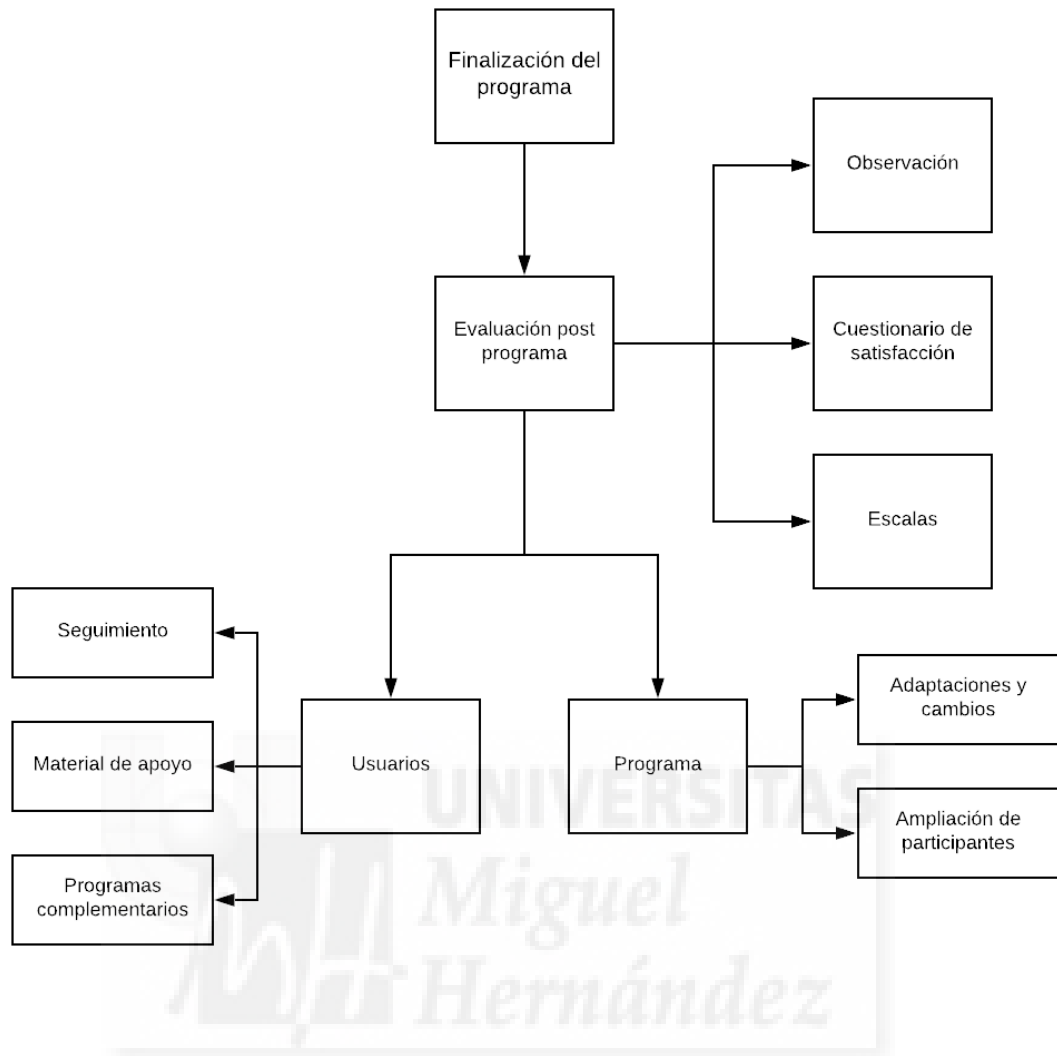 Finalización del
programa
Observación
Evaluación post
programa
Cuestionario de
satisfacción
Escalas
Seguimiento
Material de apoyo
Programas
complementarios
Usuarios
Programa
Adaptaciones y
cambios
Ampliación de
participantes
UNIVERSITAS
Miguel
Hernández